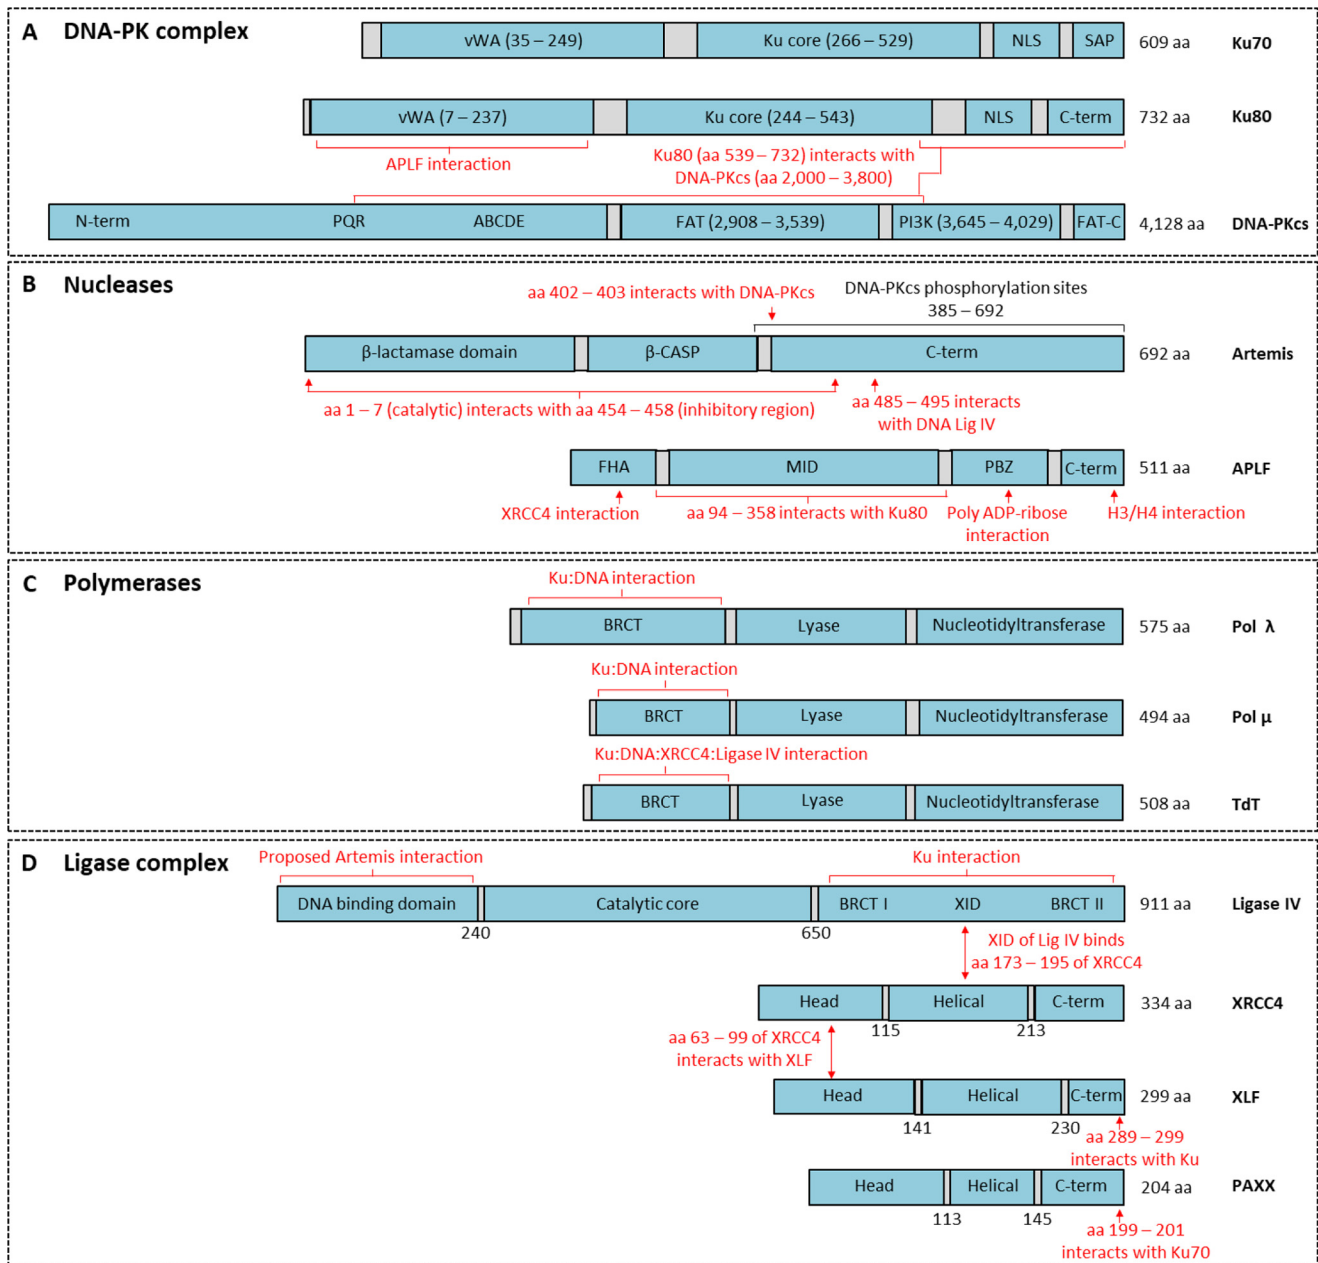 A DNA-PK complex
vWA (35 – 249) Ku core (266 – 529) NLS SAP 609 aa Ku70
vWA (7 – 237) Ku core (244 – 543) NLS C-term 732 aa Ku80
APLF interaction
Ku80 (aa 539 – 732) interacts with
DNA-PKcs (aa 2,000 – 3,800)
N-term PQR ABCDE FAT (2,908 – 3,539) PI3K (3,645 – 4,029) FAT-C 4,128 aa DNA-PKcs
B Nucleases
aa 402 – 403 interacts with DNA-PKcs
DNA-PKcs phosphorylation sites
385 – 692
β-lactamase domain β-CASP C-term 692 aa Artemis
aa 1 – 7 (catalytic) interacts with aa 454 – 458 (inhibitory region)
aa 485 – 495 interacts
with DNA Lig IV
FHA MID PBZ C-term 511 aa APLF
XRCC4 interaction
aa 94 – 358 interacts with Ku80
Poly ADP-ribose
interaction
H3/H4 interaction
C Polymerases
Ku:DNA interaction
BRCT Lyase Nucleotidyltransferase 575 aa Pol λ
Ku:DNA interaction
BRCT Lyase Nucleotidyltransferase 494 aa Pol μ
Ku:DNA:XRCC4:Ligase IV interaction
BRCT Lyase Nucleotidyltransferase 508 aa TdT
D Ligase complex
Proposed Artemis interaction
Ku interaction
DNA binding domain Catalytic core BRCT I XID BRCT II 911 aa Ligase IV
240 650
XID of Lig IV binds
aa 173 – 195 of XRCC4
Head Helical C-term 334 aa XRCC4
115 213
aa 63 – 99 of XRCC4
interacts with XLF
Head Helical C-term 299 aa XLF
141 230
aa 289 – 299
interacts with Ku
Head Helical C-term 204 aa PAXX
113 145
aa 199 – 201
interacts with Ku70